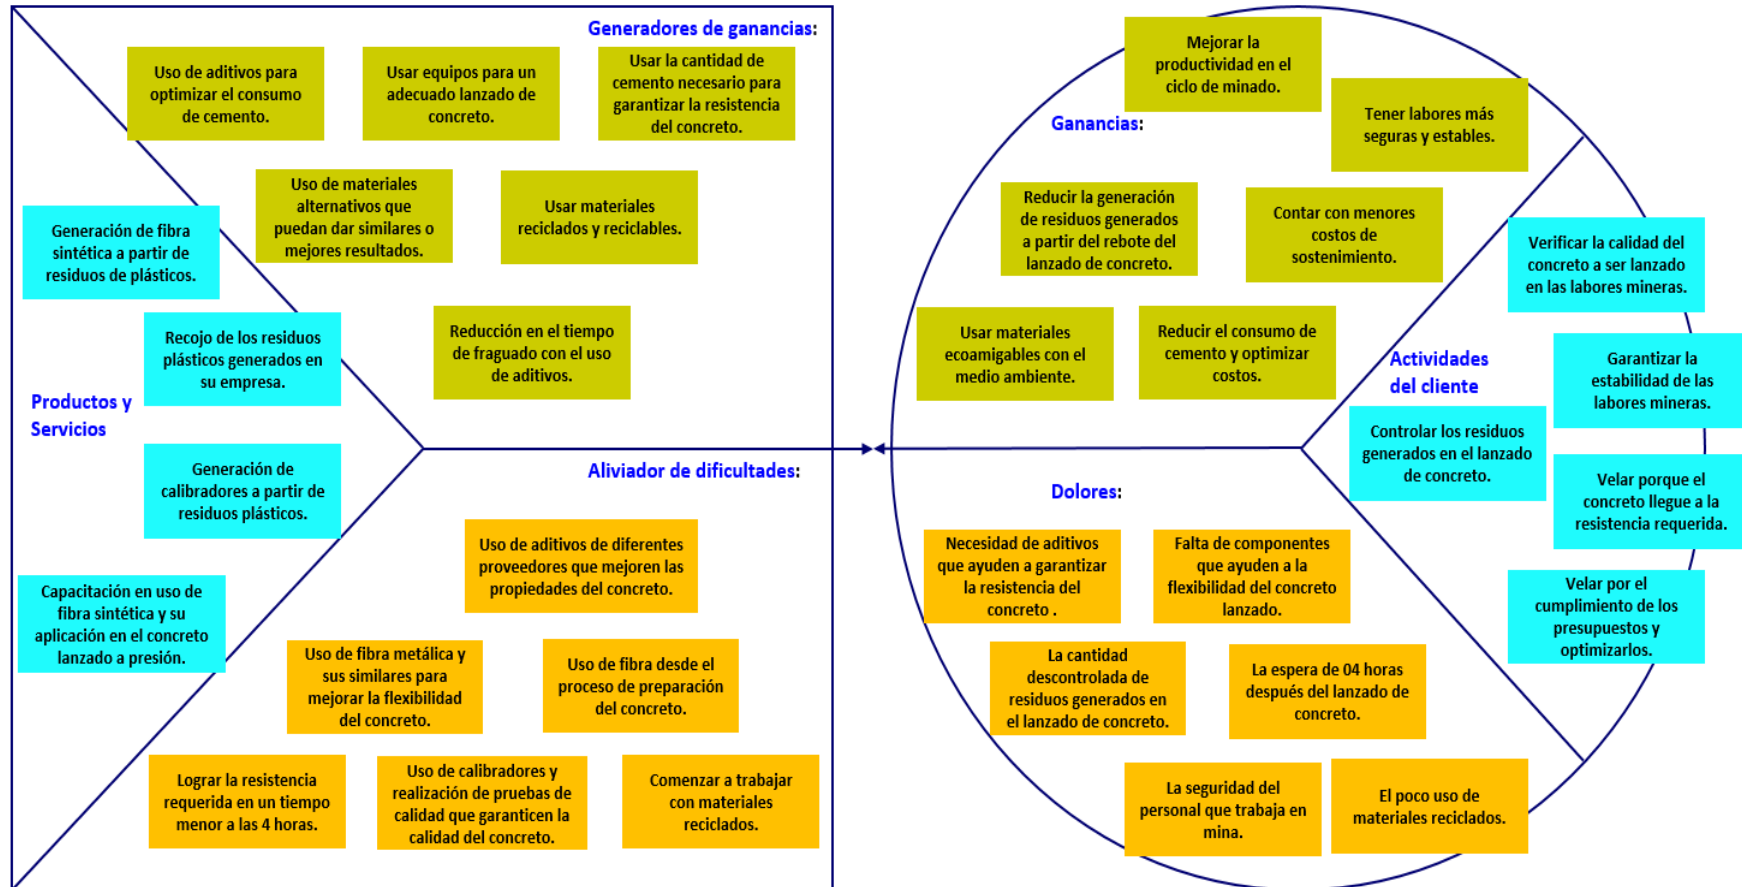 Generadores de ganancias:
Uso de aditivos para
optimizar el consumo
de cemento.
Usar equipos para un
adecuado lanzado de
concreto.
Usar la cantidad de
cemento necesario para
garantizar la resistencia
del concreto.
Uso de materiales
alternativos que
puedan dar similares o
mejores resultados.
Usar materiales
reciclados y reciclables.
Reducción en el tiempo
de fraguado con el uso
de aditivos.
Generación de fibra
sintética a partir de
residuos de plásticos.
Recojo de los residuos
plásticos generados en
su empresa.
Productos y
Servicios
Generación de
calibradores a partir de
residuos plásticos.
Capacitación en uso de
fibra sintética y su
aplicación en el concreto
lanzado a presión.
Aliviador de dificultades:
Uso de aditivos de diferentes
proveedores que mejoren las
propiedades del concreto.
Uso de fibra metálica y
sus similares para
mejorar la flexibilidad
del concreto.
Uso de fibra desde el
proceso de preparación
del concreto.
Lograr la resistencia
requerida en un tiempo
menor a las 4 horas.
Uso de calibradores y
realización de pruebas de
calidad que garanticen la
calidad del concreto.
Comenzar a trabajar
con materiales
reciclados.
Mejorar la
productividad en el
ciclo de minado.
Ganancias:
Tener labores más
seguras y estables.
Reducir la generación
de residuos generados
a partir del rebote del
lanzado de concreto.
Contar con menores
costos de
sostenimiento.
Usar materiales
ecoamigables con el
medio ambiente.
Reducir el consumo de
cemento y optimizar
costos.
Verificar la calidad del
concreto a ser lanzado
en las labores mineras.
Actividades
del cliente
Garantizar la
estabilidad de las
labores mineras.
Controlar los residuos
generados en el lanzado
de concreto.
Velar porque el
concreto llegue a la
resistencia requerida.
Velar por el
cumplimiento de los
presupuestos y
optimizarlos.
Dolores:
Necesidad de aditivos
que ayuden a garantizar
la resistencia del
concreto .
Falta de componentes
que ayuden a la
flexibilidad del concreto
lanzado.
La cantidad
descontrolada de
residuos generados en
el lanzado de concreto.
La espera de 04 horas
después del lanzado de
concreto.
La seguridad del
personal que trabaja en
mina.
El poco uso de
materiales reciclados.